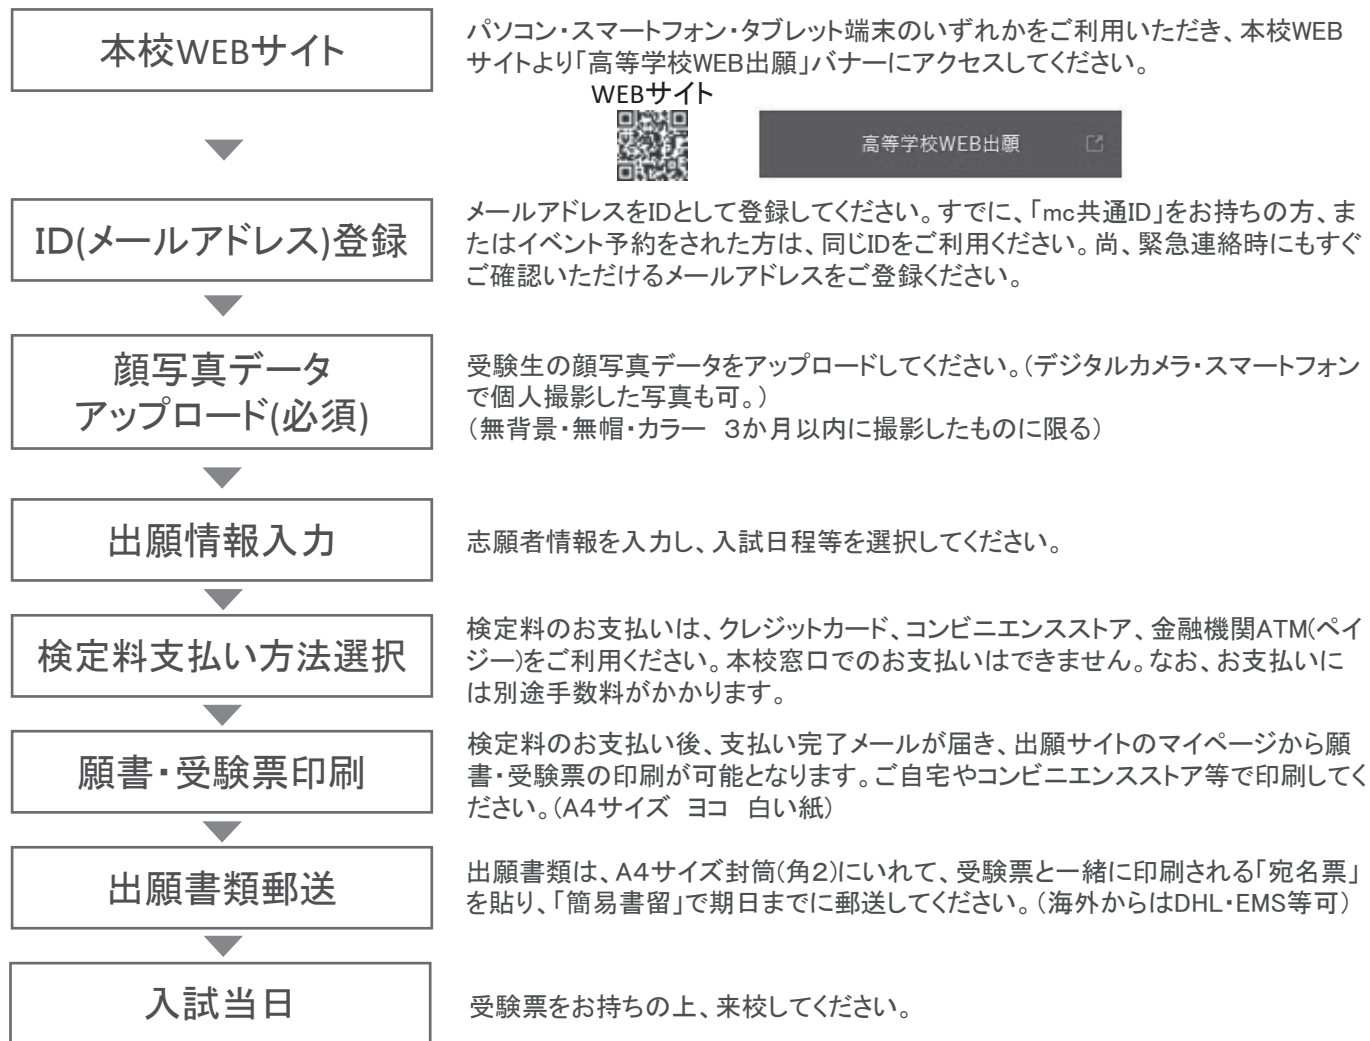 本校WEBサイト
パソコン・スマートフォン・タブレット端末のいずれかをご利用いただき、本校WEB
サイトより「高等学校WEB出願」バナーにアクセスしてください。
WEBサイト
高等学校WEB出願
ID(メールアドレス)登録
メールアドレスをIDとして登録してください。すでに、「mc共通ID」をお持ちの方、ま
たはイベント予約をされた方は、同じIDをご利用ください。尚、緊急連絡時にもすぐ
ご確認いただけるメールアドレスをご登録ください。
顔写真データ
アップロード(必須)
受験生の顔写真データをアップロードしてください。(デジタルカメラ・スマートフォン
で個人撮影した写真も可。)
(無背景・無帽・カラー　3か月以内に撮影したものに限る)
出願情報入力
志願者情報を入力し、入試日程等を選択してください。
検定料支払い方法選択
検定料のお支払いは、クレジットカード、コンビニエンスストア、金融機関ATM(ペイ
ジー)をご利用ください。本校窓口でのお支払いはできません。なお、お支払いに
は別途手数料がかかります。
願書・受験票印刷
検定料のお支払い後、支払い完了メールが届き、出願サイトのマイページから願
書・受験票の印刷が可能となります。ご自宅やコンビニエンスストア等で印刷してく
ださい。(A4サイズ　ヨコ　白い紙)
出願書類郵送
出願書類は、A4サイズ封筒(角2)にいれて、受験票と一緒に印刷される「宛名票」
を貼り、「簡易書留」で期日までに郵送してください。(海外からはDHL・EMS等可)
入試当日
受験票をお持ちの上、来校してください。